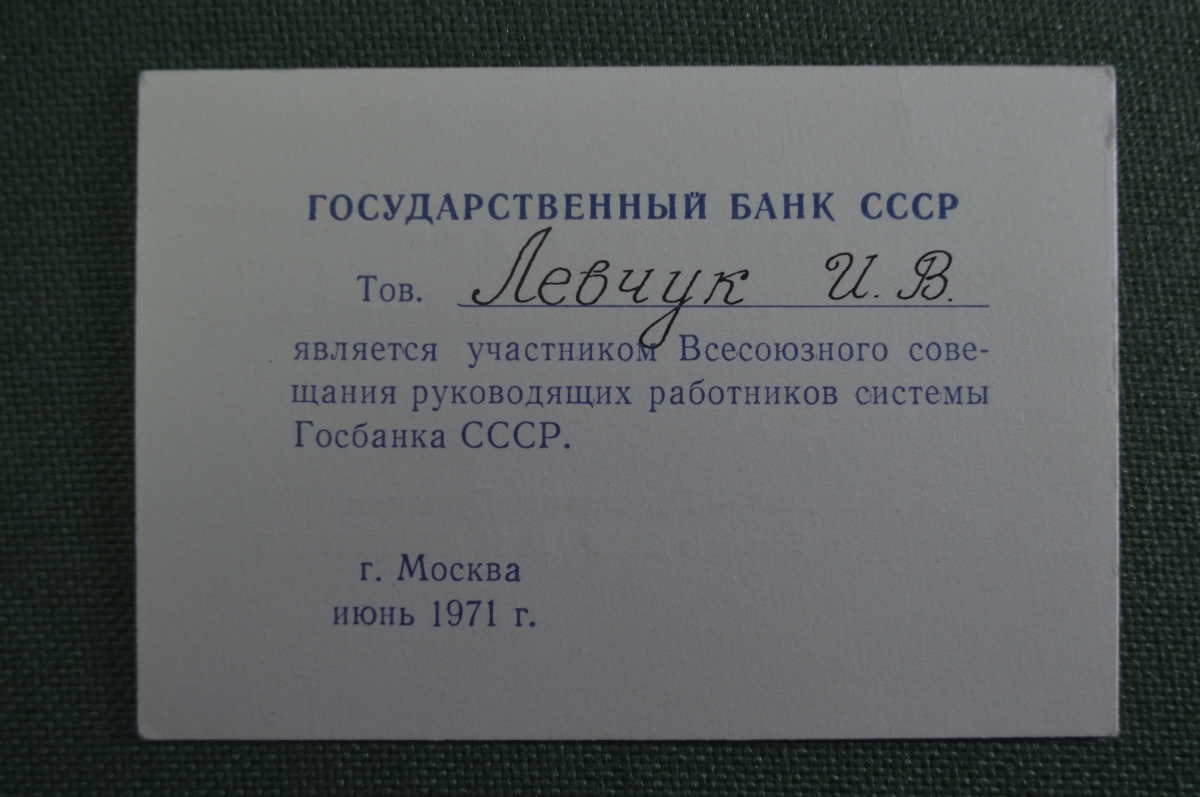 ГОСУДАРСТВЕННЫЙ БАНК СССР
Тов. Левчук И. В.
является участником Всесоюзного сове-
щания руководящих работников системы
Госбанка СССР.
г. Москва
июнь 1971 г.